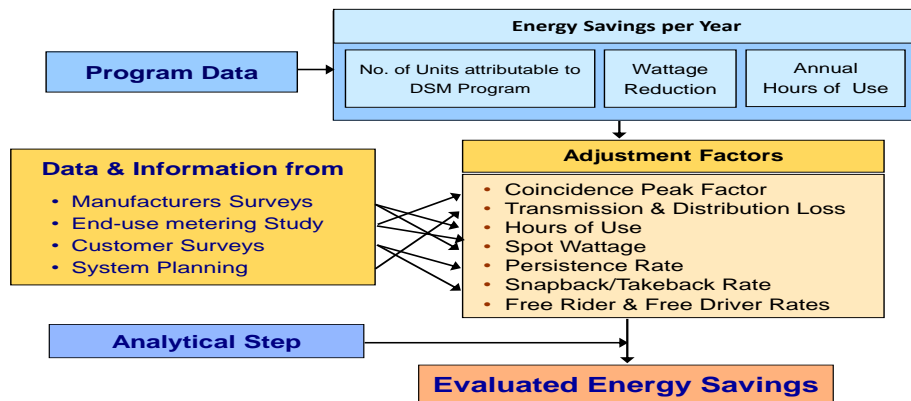 Energy Savings per Year
Program Data
No. of Units attributable to
DSM Program
Wattage
Reduction
Annual
Hours of Use
Data & Information from
• Manufacturers Surveys
• End-use metering Study
• Customer Surveys
• System Planning
Adjustment Factors
• Coincidence Peak Factor
• Transmission & Distribution Loss
• Hours of Use
• Spot Wattage
• Persistence Rate
• Snapback/Takeback Rate
• Free Rider & Free Driver Rates
Analytical Step
Evaluated Energy Savings